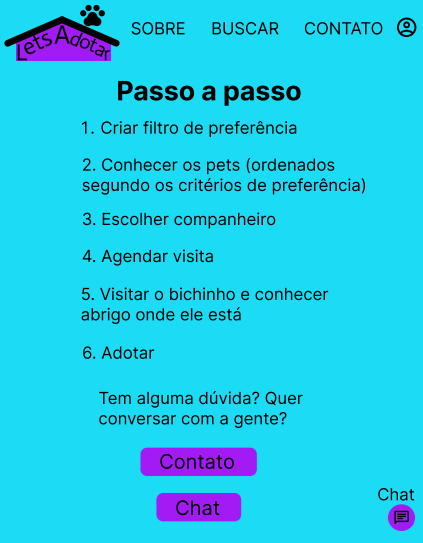 Lets Adotar
SOBRE BUSCAR CONTATO
Passo a passo
1. Criar filtro de preferência
2. Conhecer os pets (ordenados
segundo os critérios de preferência)
3. Escolher companheiro
4. Agendar visita
5. Visitar o bichinho e conhecer
abrigo onde ele está
6. Adotar
Tem alguma dúvida? Quer
conversar com a gente?
Contato
Chat
Chat